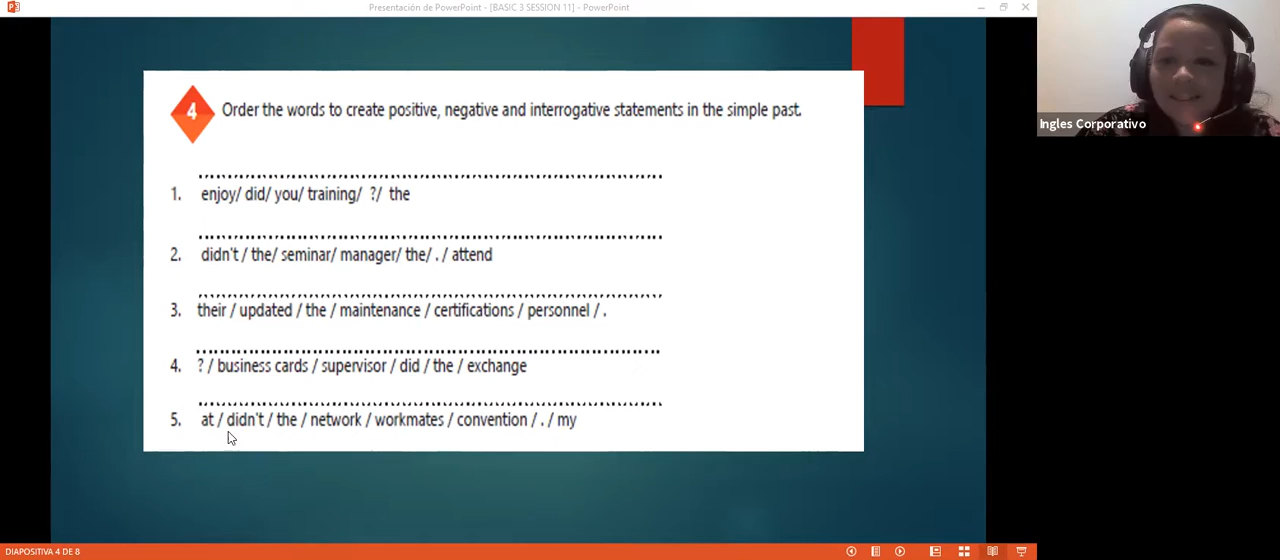 Presentación de PowerPoint - [BASIC 3 SESSION 11] - PowerPoint
Ingles Corporativo
4 Order the words to create positive, negative and interrogative statements in the simple past.
1. enjoy/ did/ you/ training/ ?/ the
2. didn't / the/ seminar/ manager/ the/ . / attend
3. their / updated / the / maintenance / certifications / personnel / .
4. ? / business cards / supervisor / did / the / exchange
5. at / didn't / the / network / workmates / convention / . / my
DIAPOSITIVA 4 DE 8